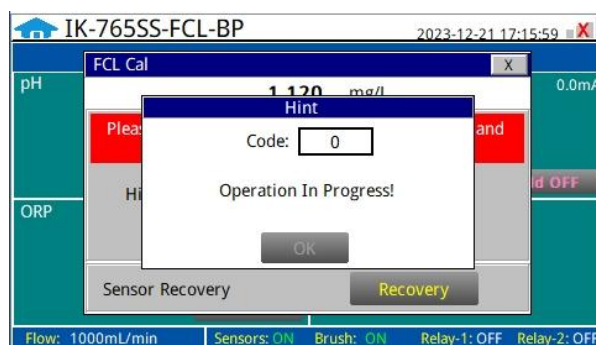 IK-765SS-FCL-BP 2023-12-21 17:15:59 X
FCL Cal X
pH 1.120 mg/L 0.0mA
Hint
Code: 0
and
Operation In Progress!
OFF
ORP
OK
Sensor Recovery Recovery
Flow: 1000mL/min Sensors: ON Brush: ON Relay-1: OFF Relay-2: OFF